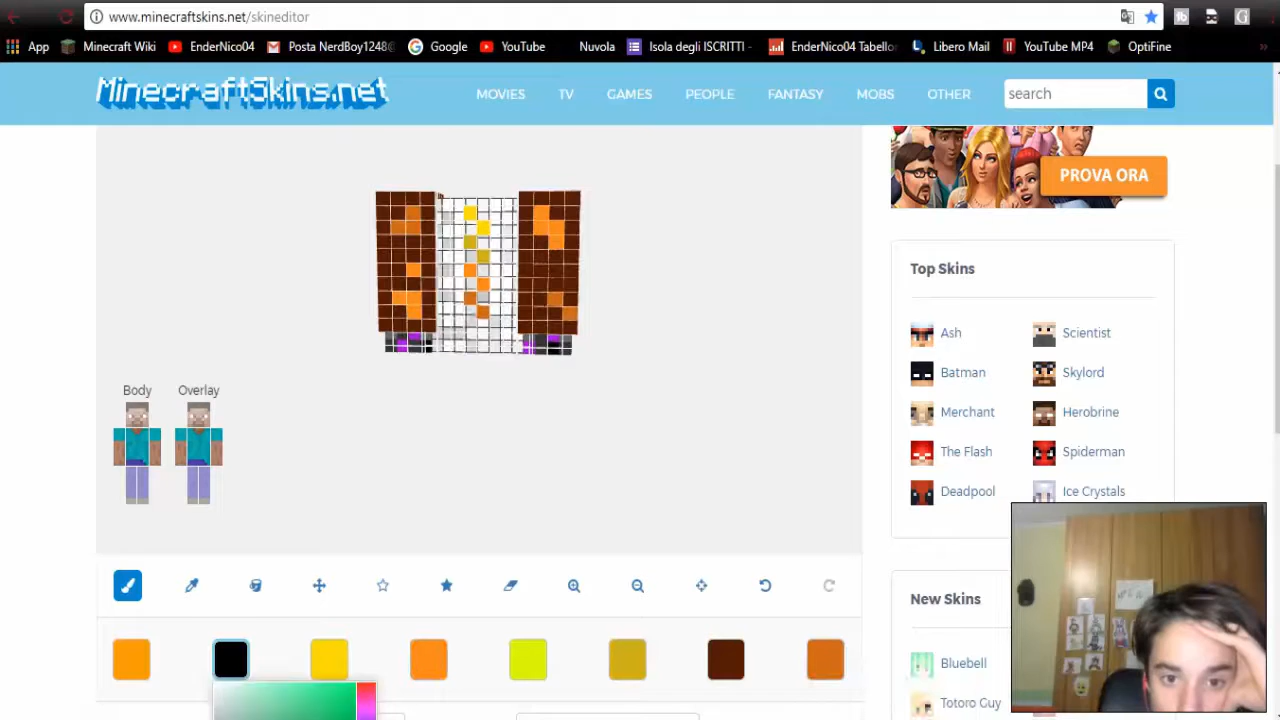 www.minecraftskins.net/skineditor
App Minecraft Wiki EnderNico04 Posta NerdBoy1248@ Google YouTube Nuvola Isola degli ISCRITTI - EnderNico04 Tabello Libero Mail YouTube MP4 OptiFine »
MinecraftSkins.net MOVIES TV GAMES PEOPLE FANTASY MOBS OTHER search
PROVA ORA
Top Skins
Ash Scientist
Batman Skylord
Merchant Herobrine
The Flash Spiderman
Deadpool Ice Crystals
Body Overlay
New Skins
Bluebell
Totoro Guy